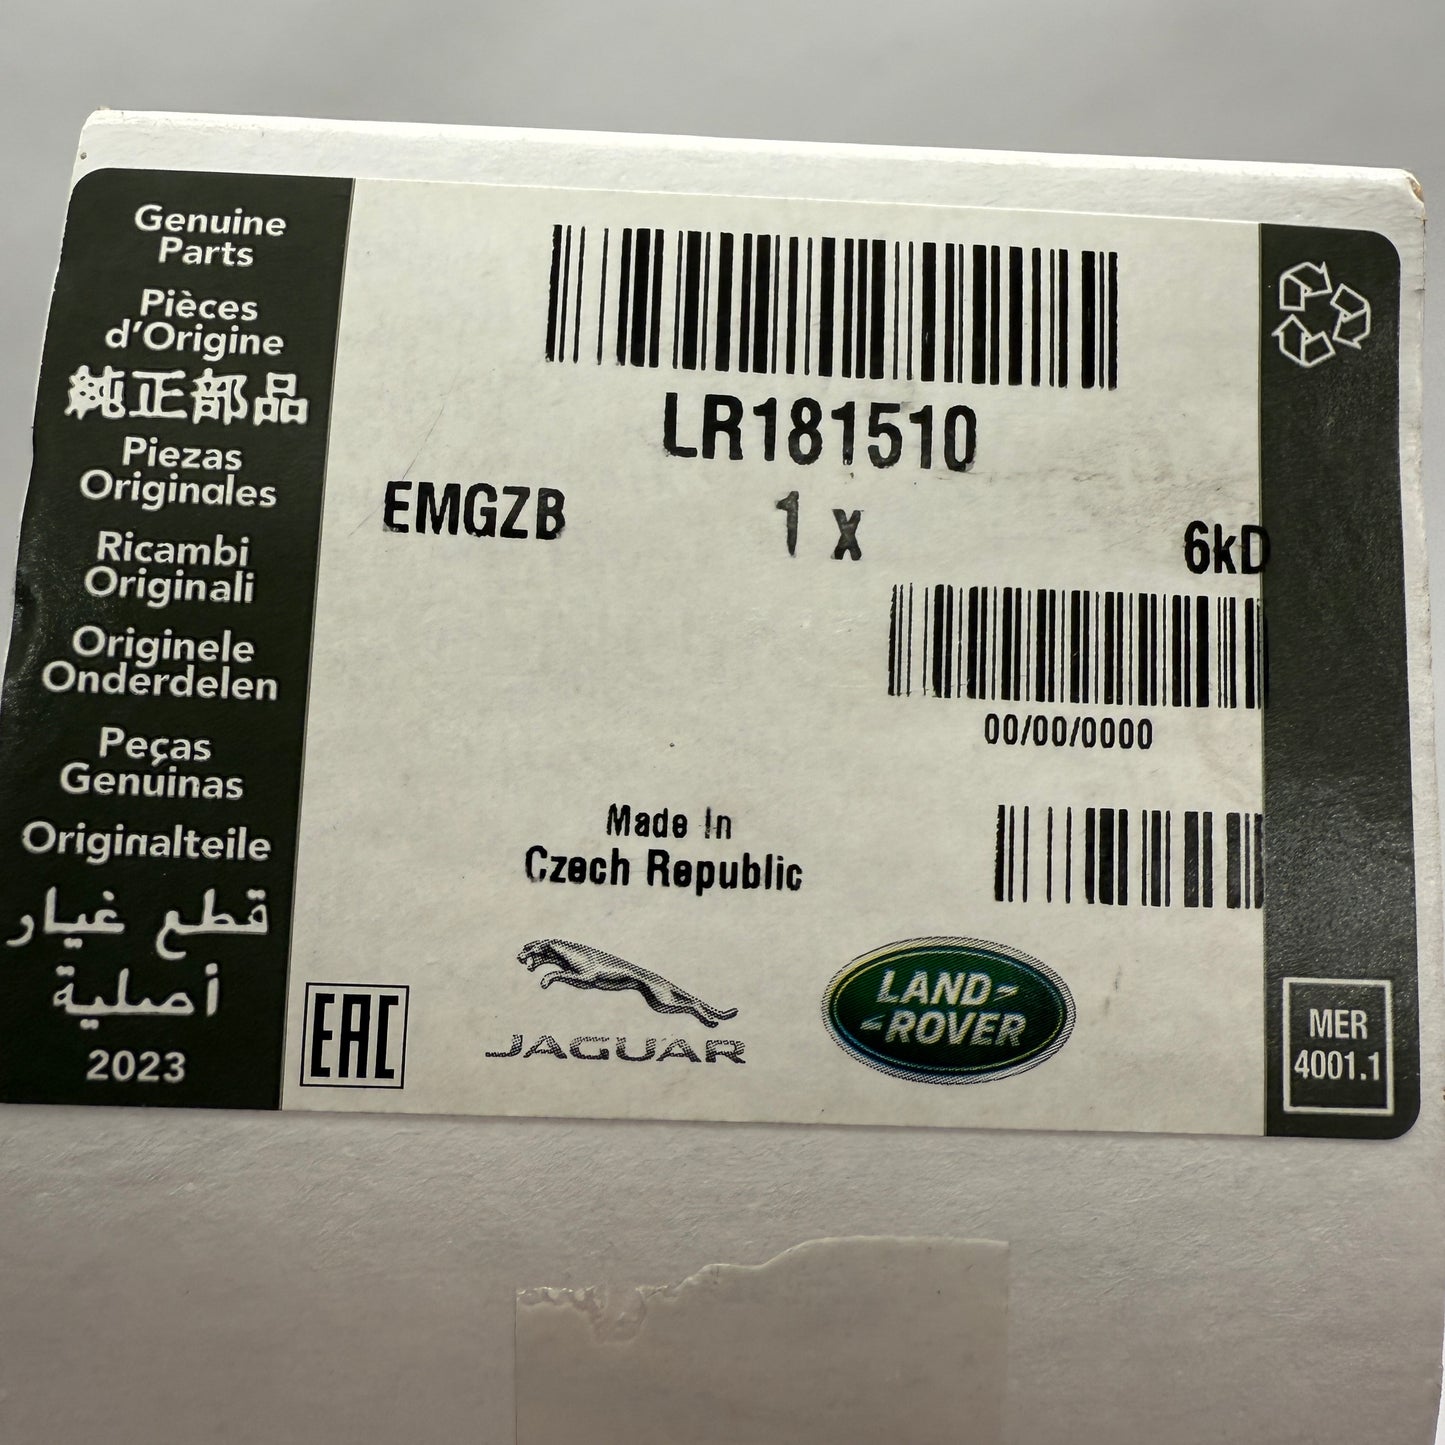 Genuine
Parts
Pièces
d'Origine
純正部品
Piezas
Originales
Ricambi
Originali
Originele
Onderdelen
Peças
Genuínas
Originalteile
قطع غيار
أصلية
2023
LR181510
EMGZB 1 x 6kD
00/00/0000
Made In
Czech Republic
EAC
JAGUAR
LAND-
-ROVER
MER
4001.1